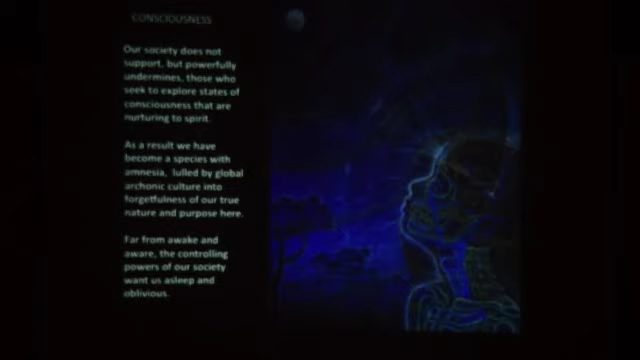 CONSCIOUSNESS
Our society does not
support, but powerfully
undermines, those who
seek to explore states of
consciousness that are
nurturing to spirit.
As a result we have
become a species with
amnesia, lulled by global
archonic culture into
forgetfulness of our true
nature and purpose here.
Far from awake and
aware, the controlling
powers of our society
want us asleep and
oblivious.